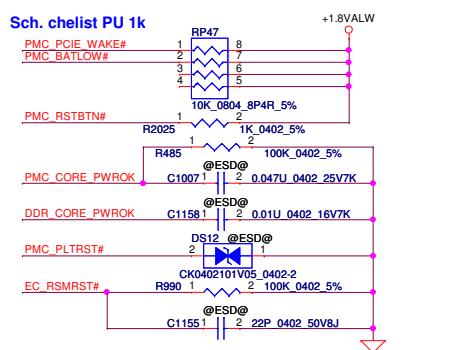 Sch. chelist PU 1k
+1.8VALW
RP47
PMC_PCIE_WAKE# 1 8
PMC_BATLOW# 2 7
3 6
4 5
10K_0804_8P4R_5%
PMC_RSTBTN# 1 2
R2025 1K_0402_5%
R485 1 2 100K_0402_5%
@ESD@
PMC_CORE_PWROK C1007 1 2 0.047U_0402_25V7K
@ESD@
DDR_CORE_PWROK C1158 1 2 0.01U_0402_16V7K
DS12 @ESD@
PMC_PLTRST# 2 1
CK0402101V05_0402-2
EC_RSMRST# R990 1 2 100K_0402_5%
@ESD@
C1155 1 2 22P_0402_50V8J